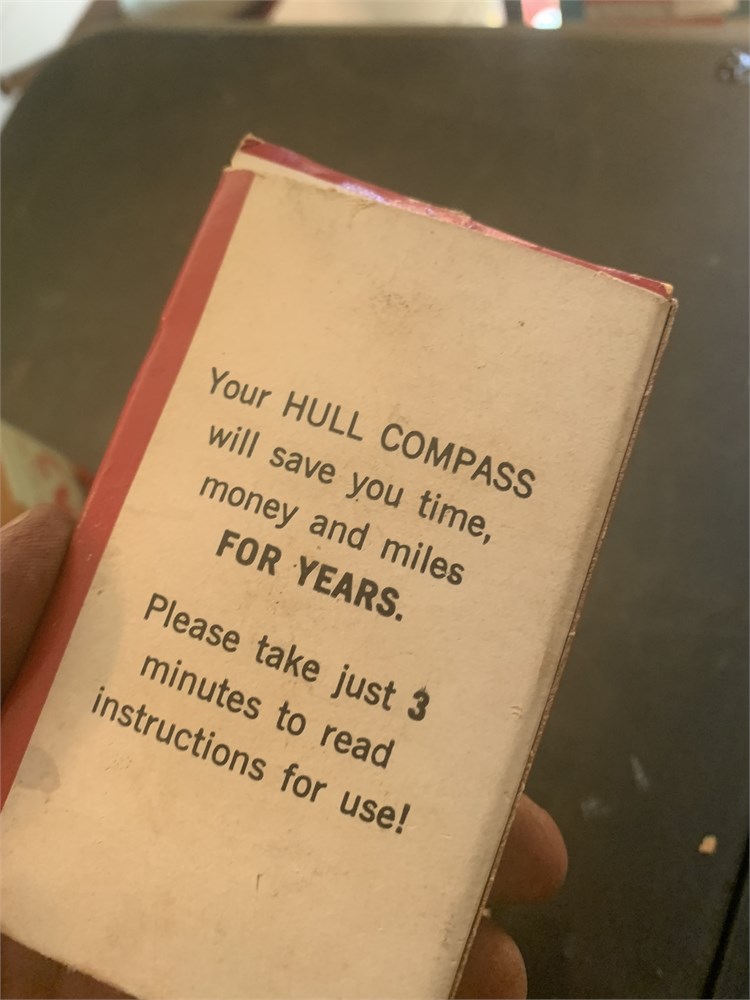 Your HULL COMPASS
will save you time,
money and miles
FOR YEARS.
Please take just 3
minutes to read
instructions for use!